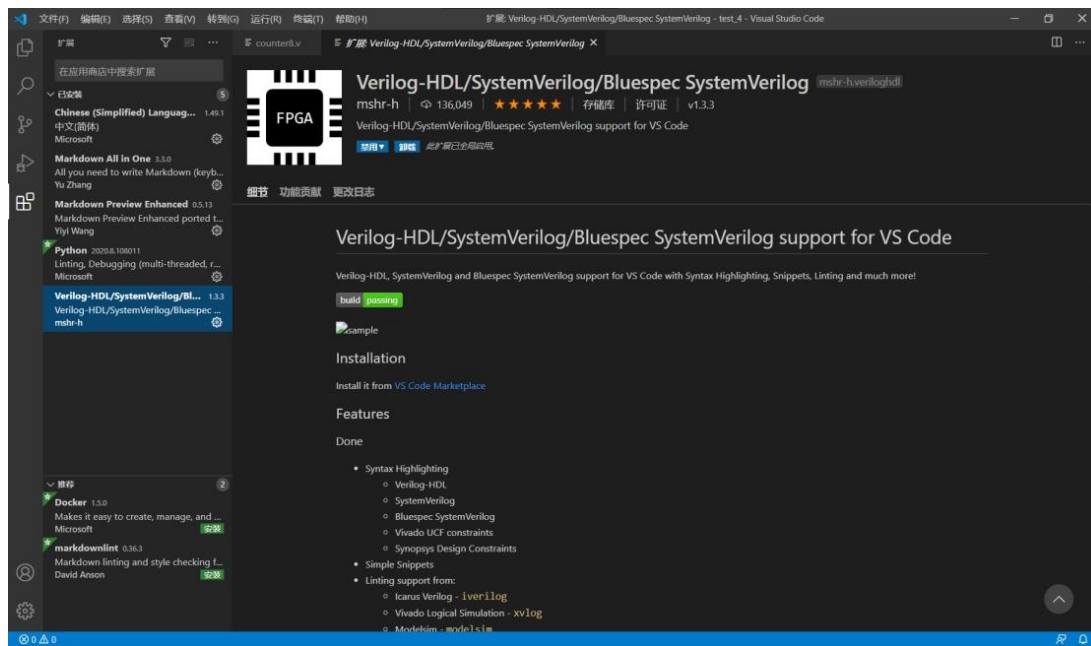 文件(F) 编辑(E) 选择(S) 查看(V) 转到(G) 运行(R) 终端(T) 帮助(H) 扩展: Verilog-HDL/SystemVerilog/Bluespec SystemVerilog - test_4 - Visual Studio Code
扩展
counter8.v
扩展: Verilog-HDL/SystemVerilog/Bluespec SystemVerilog
在应用商店中搜索扩展
已安装 5
Chinese (Simplified) Languag... 1.49.1
中文(简体)
Microsoft
Markdown All in One 3.3.0
All you need to write Markdown (keyb...
Yu Zhang
Markdown Preview Enhanced 0.5.13
Markdown Preview Enhanced ported t...
Yiyi Wang
Python 2020.8.108011
Linting, Debugging (multi-threaded, r...
Microsoft
Verilog-HDL/SystemVerilog/Bl... 1.3.3
Verilog-HDL/SystemVerilog/Bluespec ...
mshr-h
推荐 2
Docker 1.5.0
Makes it easy to create, manage, and ...
Microsoft 安装
markdownlint 0.36.3
Markdown linting and style checking f...
David Anson 安装
FPGA
Verilog-HDL/SystemVerilog/Bluespec SystemVerilog mshr-h.veriloghdl
mshr-h 136,049 ★★★★★ 存储库 许可证 v1.3.3
Verilog-HDL/SystemVerilog/Bluespec SystemVerilog support for VS Code
禁用 卸载 此扩展已全局启用。
细节 功能贡献 更改日志
Verilog-HDL/SystemVerilog/Bluespec SystemVerilog support for VS Code
Verilog-HDL, SystemVerilog and Bluespec SystemVerilog support for VS Code with Syntax Highlighting, Snippets, Linting and much more!
build passing
sample
Installation
Install it from VS Code Marketplace
Features
Done
• Syntax Highlighting
◦ Verilog-HDL
◦ SystemVerilog
◦ Bluespec SystemVerilog
◦ Vivado UCF constraints
◦ Synopsys Design Constraints
• Simple Snippets
• Linting support from:
◦ Icarus Verilog - iverilog
◦ Vivado Logical Simulation - xvlog
◦ Modelsim - modelsim
0 0